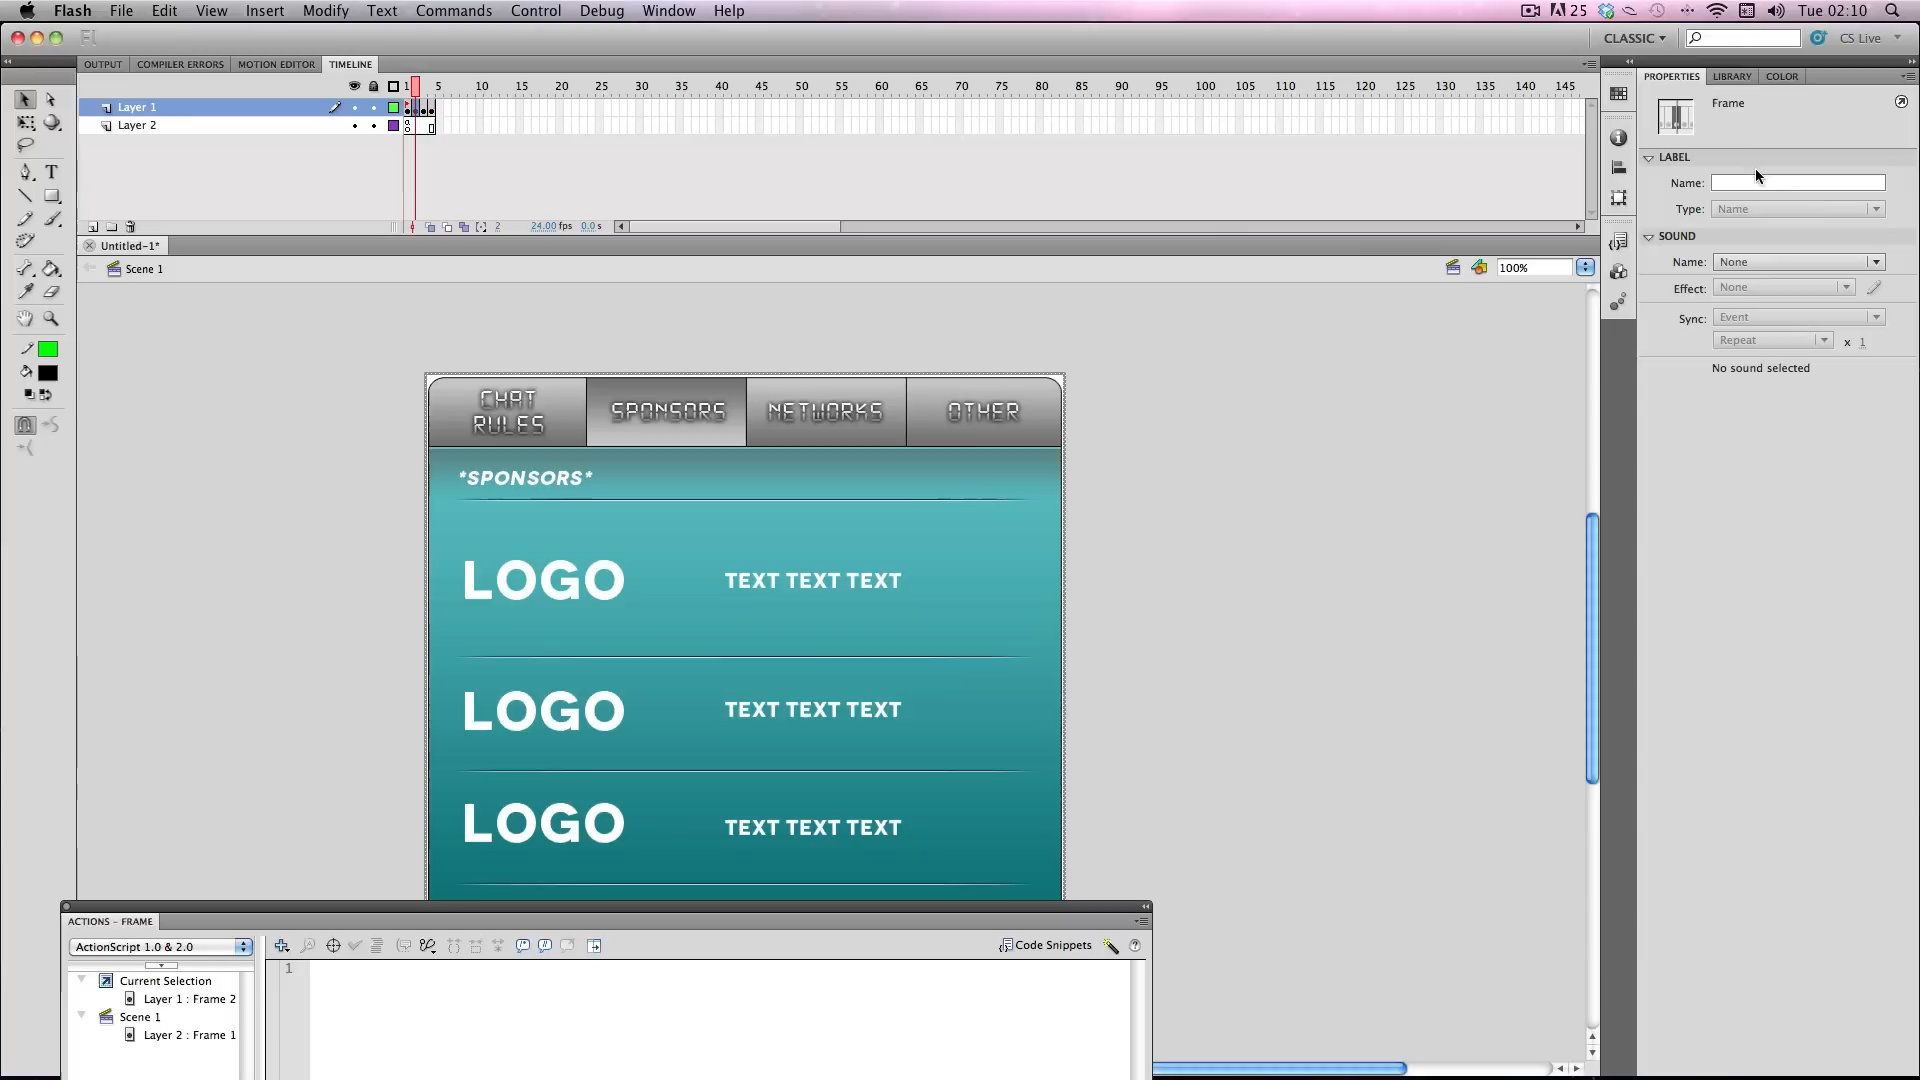 Flash File Edit View Insert Modify Text Commands Control Debug Window Help
25 Tue 02:10
Fl CLASSIC CS Live
OUTPUT COMPILER ERRORS MOTION EDITOR TIMELINE
1 5 10 15 20 25 30 35 40 45 50 55 60 65 70 75 80 85 90 95 100 105 110 115 120 125 130 135 140 145
Layer 1
Layer 2
2 24.00 fps 0.0 s
Untitled-1*
Scene 1 100%
PROPERTIES LIBRARY COLOR
Frame
LABEL
Name:
Type: Name
SOUND
Name: None
Effect: None
Sync: Event
Repeat x 1
No sound selected
CHAT
RULES
SPONSORS
NETWORKS
OTHER
*SPONSORS*
LOGO TEXT TEXT TEXT
LOGO TEXT TEXT TEXT
LOGO TEXT TEXT TEXT
ACTIONS - FRAME
ActionScript 1.0 & 2.0 Code Snippets
Current Selection
Layer 1 : Frame 2
Scene 1
Layer 2 : Frame 1
1